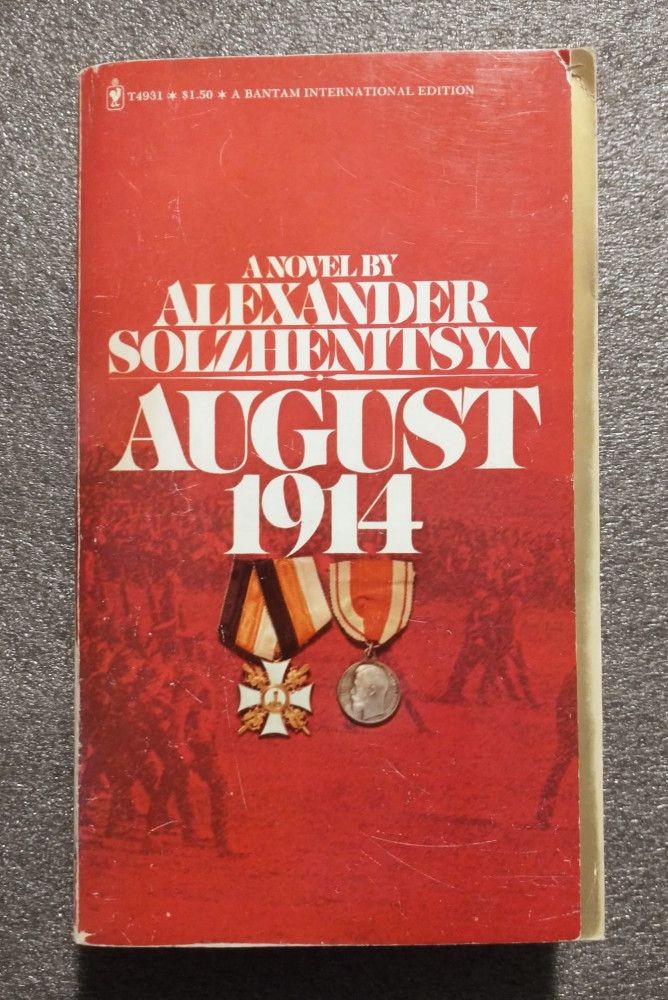 T4931 * $1.50 * A BANTAM INTERNATIONAL EDITION
A NOVEL BY
ALEXANDER
SOLZHENITSYN
AUGUST
1914